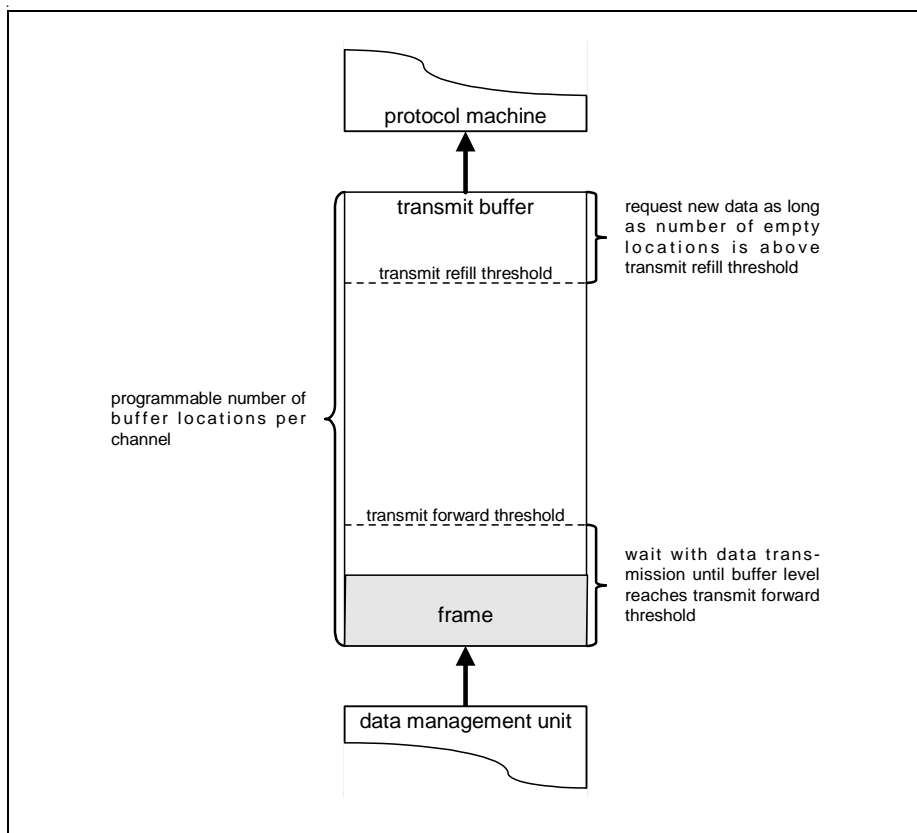 .
protocol machine
transmit buffer
request new data as long
as number of empty
locations is above
transmit refill threshold
transmit refill threshold
programmable number of
buffer locations per
channel
transmit forward threshold
wait with data trans-
mission until buffer level
reaches transmit forward
threshold
frame
data management unit